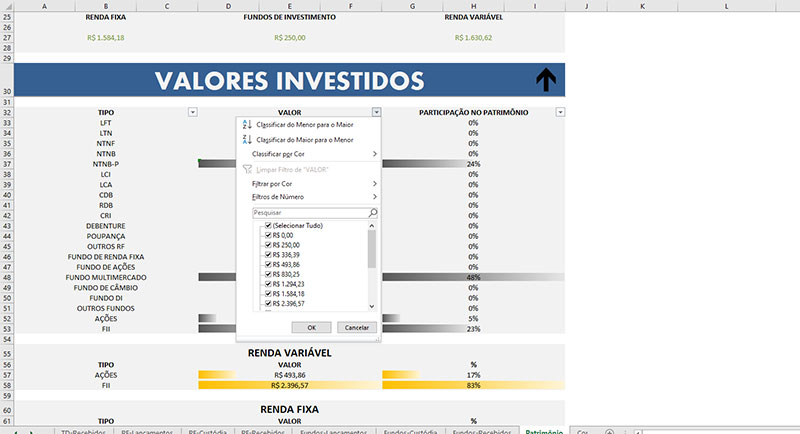 A B C D E F G H I J K L
25 RENDA FIXA FUNDOS DE INVESTIMENTO RENDA VARIÁVEL
26
27 R$ 1.584,18 R$ 250,00 R$ 1.630,62
28
29
30 VALORES INVESTIDOS
31
32 TIPO VALOR PARTICIPAÇÃO NO PATRIMÔNIO
33 LFT 0%
34 LTN 0%
35 NTNF 0%
36 NTNB 0%
37 NTNB-P 24%
38 LCI 0%
39 LCA 0%
40 CDB 0%
41 RDB 0%
42 CRI 0%
43 DEBENTURE 0%
44 POUPANÇA 0%
45 OUTROS RF 0%
46 FUNDO DE RENDA FIXA 0%
47 FUNDO DE AÇÕES 0%
48 FUNDO MULTIMERCADO 48%
49 FUNDO DE CÂMBIO 0%
50 FUNDO DI 0%
51 OUTROS FUNDOS 0%
52 AÇÕES 5%
53 FII 23%
Classificar do Menor para o Maior
Classificar do Maior para o Menor
Classificar por Cor
Limpar Filtro de "VALOR"
Filtrar por Cor
Filtros de Número
Pesquisar
(Selecionar Tudo)
R$ 0,00
R$ 250,00
R$ 336,39
R$ 493,86
R$ 830,25
R$ 1.294,23
R$ 1.584,18
R$ 2.396,57
OK Cancelar
54
55 RENDA VARIÁVEL
56 TIPO VALOR %
57 AÇÕES R$ 493,86 17%
58 FII R$ 2.396,57 83%
59
60 RENDA FIXA
61 TIPO VALOR %
TD-Recebidos RF-Lançamentos RF-Custódia RF-Recebidos Fundos-Lançamentos Fundos-Custódia Fundos-Recebidos Patrimônio